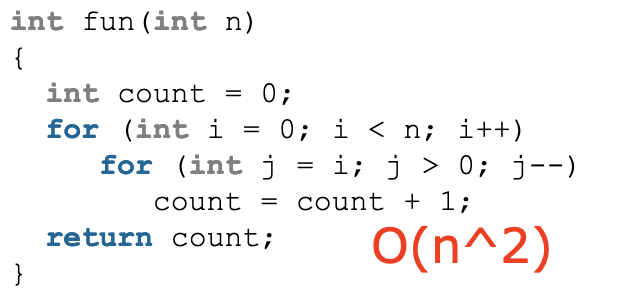 int fun(int n)
{
int count = 0;
for (int i = 0; i < n; i++)
for (int j = i; j > 0; j--)
count = count + 1;
return count;
O(n^2)
}